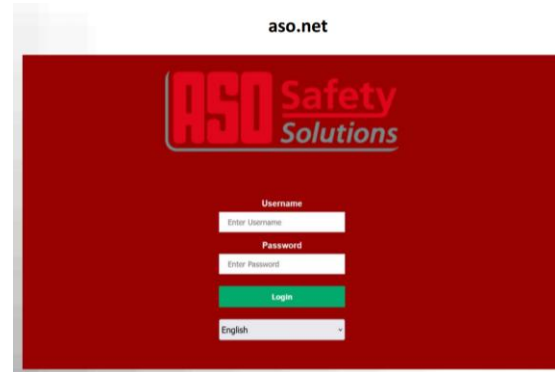 aso.net
ASO Safety
Solutions
Username
Enter Username
Password
Enter Password
Login
English